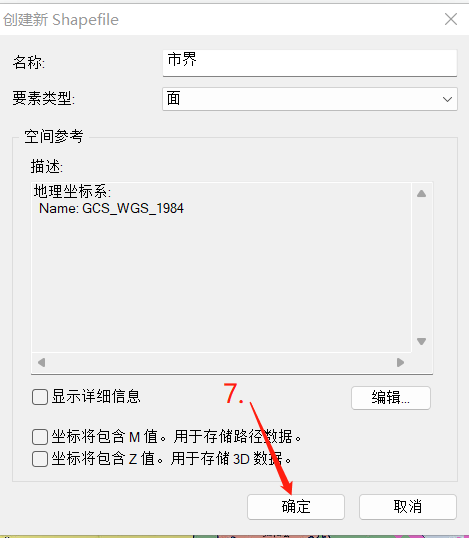 创建新 Shapefile
名称:
市界
要素类型:
面
空间参考
描述:
地理坐标系:
Name: GCS_WGS_1984
显示详细信息
7.
编辑...
坐标将包含 M 值。用于存储路径数据。
坐标将包含 Z 值。用于存储 3D 数据。
确定
取消